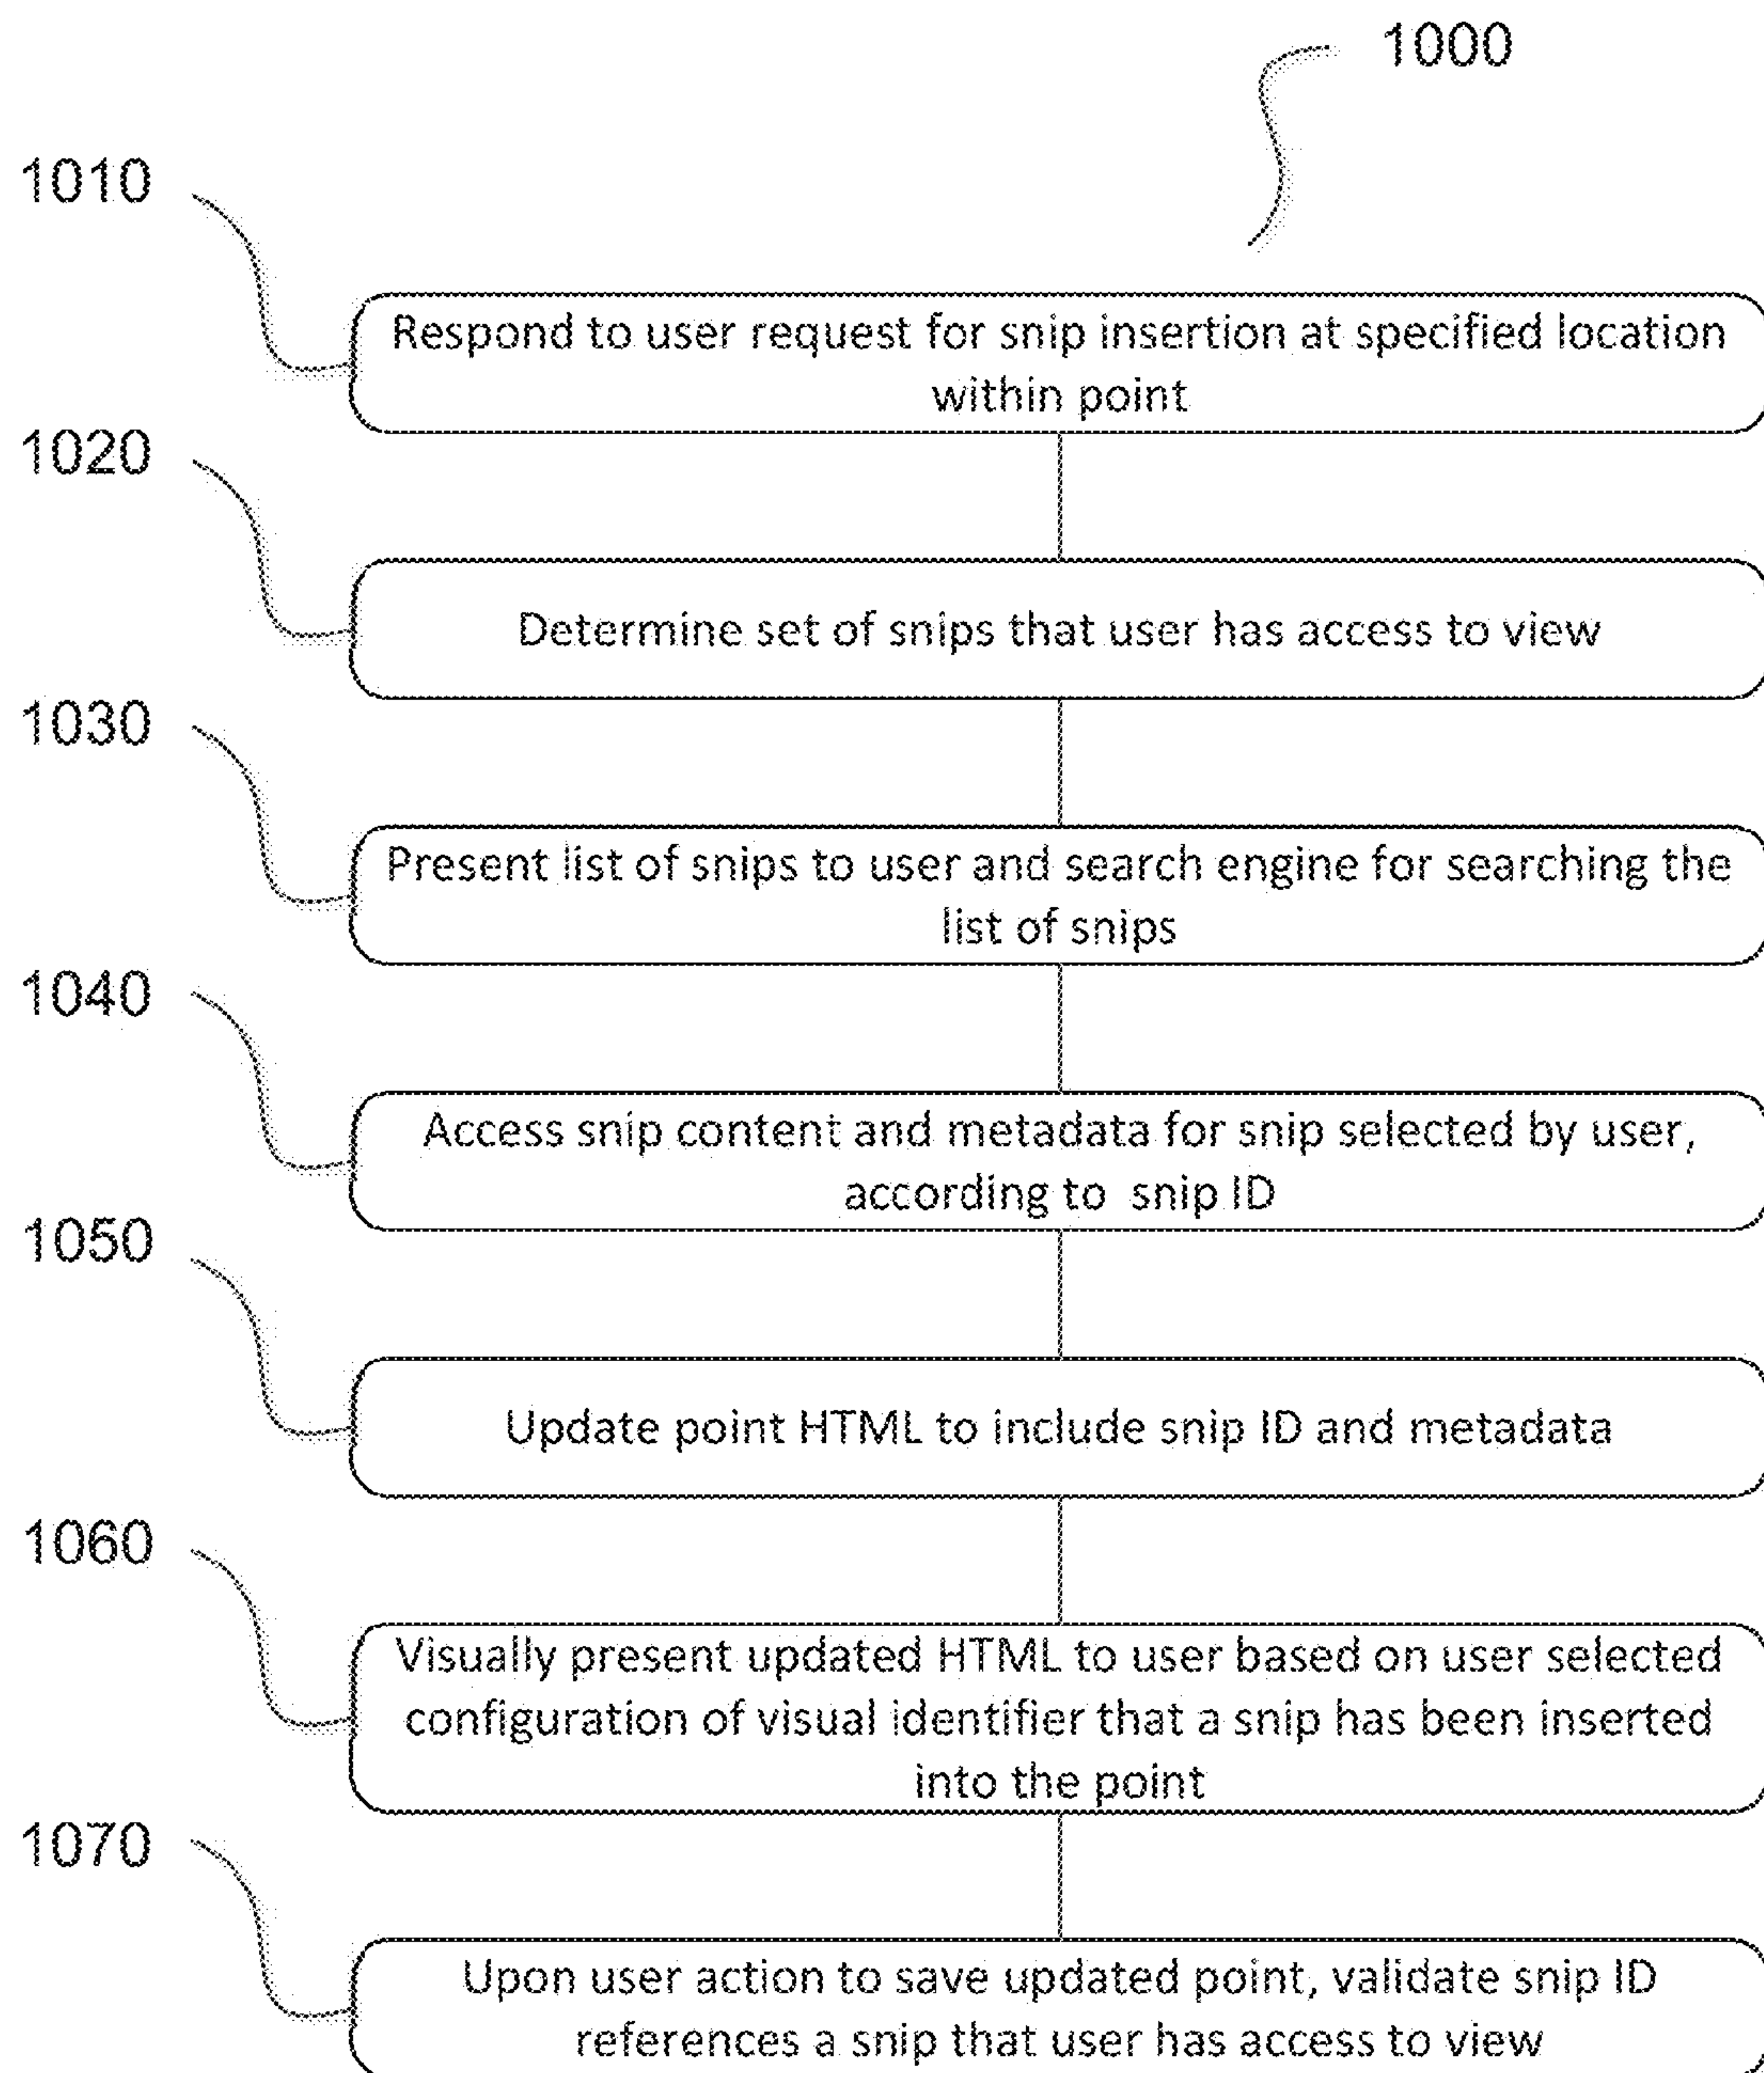 1000
1010
Respond to user request for snip insertion at specified location
within point
1020
Determine set of snips that user has access to view
1030
Present list of snips to user and search engine for searching the
list of snips
1040
Access snip content and metadata for snip selected by user,
according to snip ID
1050
Update point HTML to include snip ID and metadata
1060
Visually present updated HTML to user based on user selected
configuration of visual identifier that a snip has been inserted
into the point
1070
Upon user action to save updated point, validate snip ID
references a snip that user has access to view